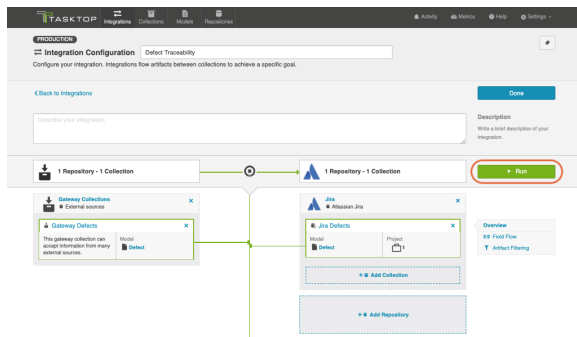 TASKTOP
Integrations
Collections
Models
Repositories
Activity
Metrics
Help
Settings
PRODUCTION
Integration Configuration
Defect Traceability
Configure your integration. Integrations flow artifacts between collections to achieve a specific goal.
Back to Integrations
Done
Describe your integration
Description
Write a brief description of your
integration.
1 Repository - 1 Collection
1 Repository - 1 Collection
Run
Gateway Collections
External sources
Gateway Defects
This gateway collection can
accept information from many
external sources.
Model
Defect
Jira
Atlassian Jira
Jira Defects
Model
Defect
Project
1
+ Add Collection
+ Add Repository
Overview
Field Flow
Artifact Filtering